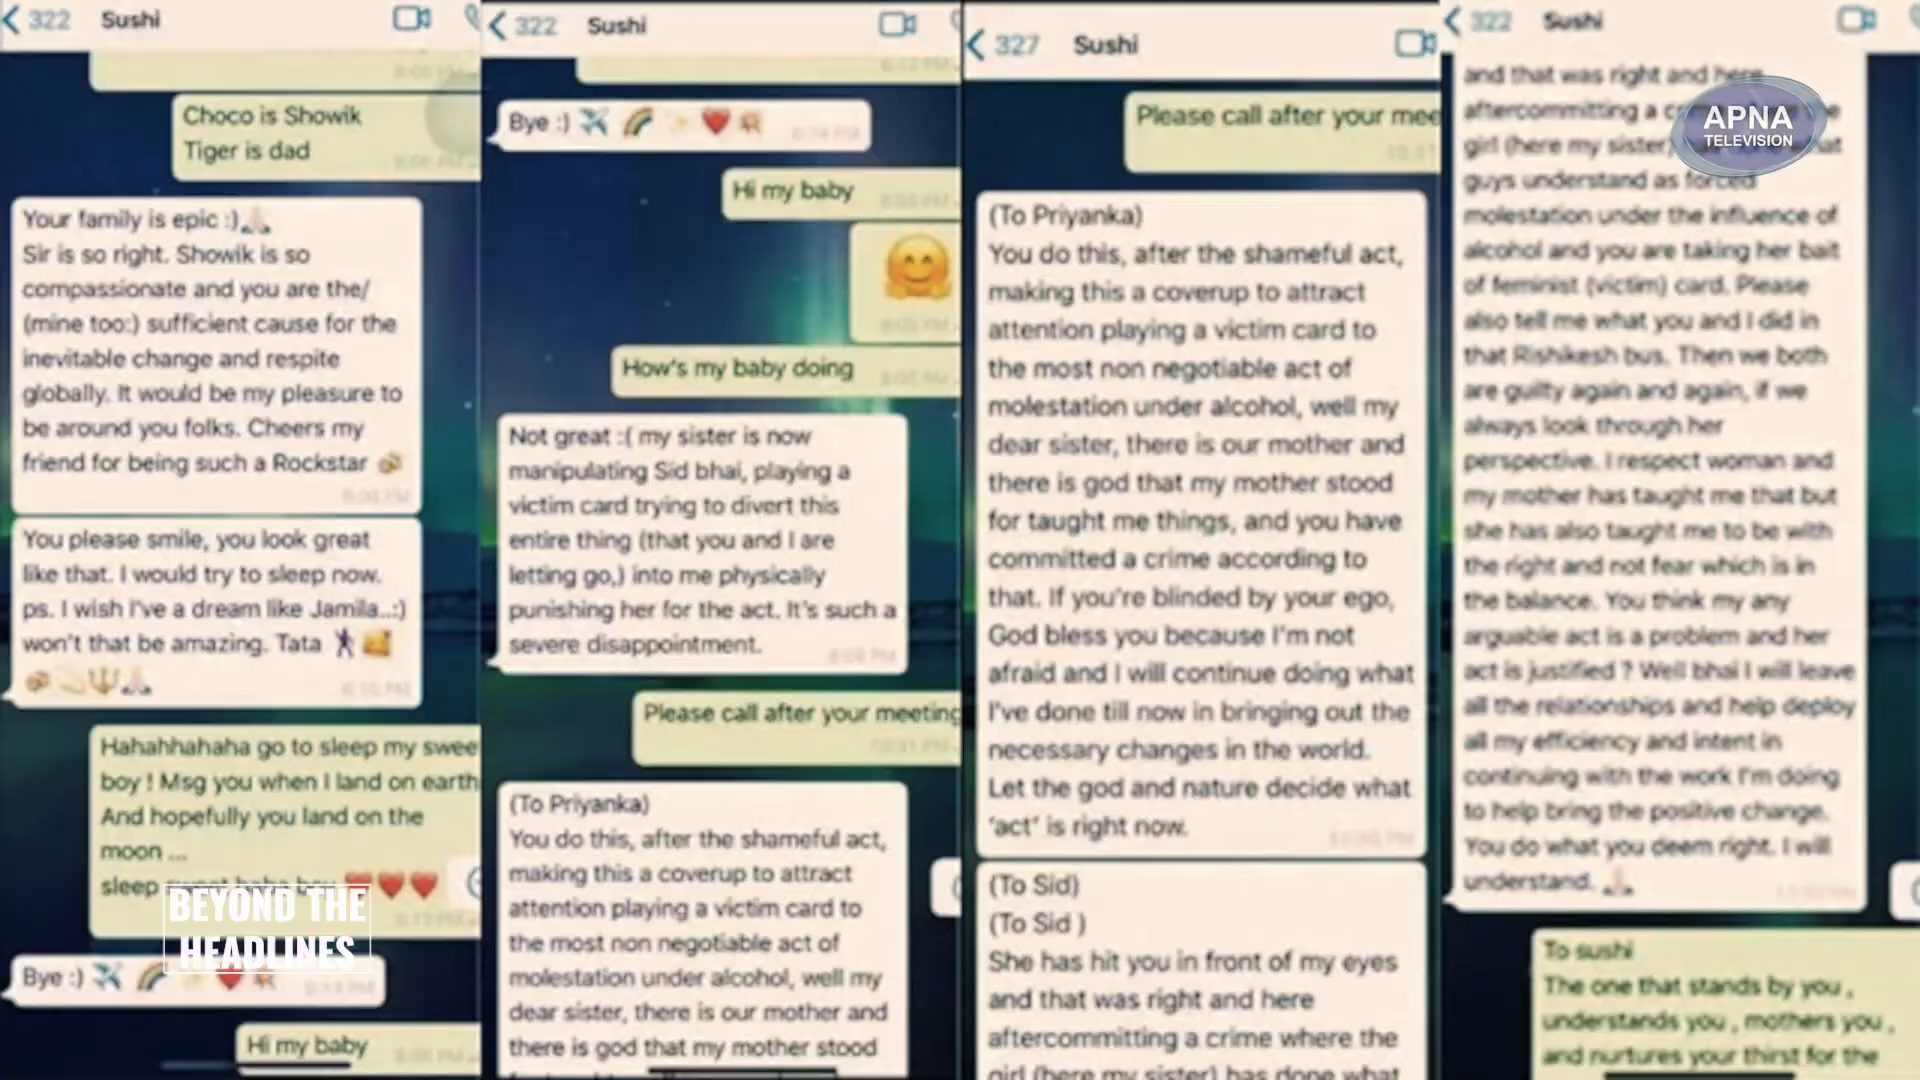 322 Sushi
Choco is Showik
Tiger is dad
Your family is epic :)
Sir is so right. Showik is so
compassionate and you are the/
(mine too:) sufficient cause for the
inevitable change and respite
globally. It would be my pleasure to
be around you folks. Cheers my
friend for being such a Rockstar
You please smile, you look great
like that. I would try to sleep now.
ps. I wish I've a dream like Jamila..:)
won't that be amazing. Tata
Hahahhahaha go to sleep my swee
boy ! Msg you when I land on earth
And hopefully you land on the
moon ...
sleep
BEYOND THE
HEADLINES
Bye :)
Hi my baby
322 Sushi
Bye :)
Hi my baby
How's my baby doing
Not great :( my sister is now
manipulating Sid bhai, playing a
victim card trying to divert this
entire thing (that you and I are
letting go,) into me physically
punishing her for the act. It's such a
severe disappointment.
Please call after your meeting
(To Priyanka)
You do this, after the shameful act,
making this a coverup to attract
attention playing a victim card to
the most non negotiable act of
molestation under alcohol, well my
dear sister, there is our mother and
there is god that my mother stood
327 Sushi
Please call after your mee
(To Priyanka)
You do this, after the shameful act,
making this a coverup to attract
attention playing a victim card to
the most non negotiable act of
molestation under alcohol, well my
dear sister, there is our mother and
there is god that my mother stood
for taught me things, and you have
committed a crime according to
that. If you're blinded by your ego,
God bless you because I'm not
afraid and I will continue doing what
I've done till now in bringing out the
necessary changes in the world.
Let the god and nature decide what
'act' is right now.
(To Sid)
(To Sid )
She has hit you in front of my eyes
and that was right and here
aftercommitting a crime where the
girl (here my sister) has done what
322 Sushi
and that was right and here
aftercommitting a
girl (here my sister)
guys understand as forced
molestation under the influence of
alcohol and you are taking her bait
of feminist (victim) card. Please
also tell me what you and I did in
that Rishikesh bus. Then we both
are guilty again and again, if we
always look through her
perspective. I respect woman and
my mother has taught me that but
she has also taught me to be with
the right and not fear which is in
the balance. You think my any
arguable act is a problem and her
act is justified ? Well bhai I will leave
all the relationships and help deploy
all my efficiency and intent in
continuing with the work I'm doing
to help bring the positive change.
You do what you deem right. I will
understand.
To sushi
The one that stands by you ,
understands you , mothers you ,
and nurtures your thirst for the
APNA
TELEVISION